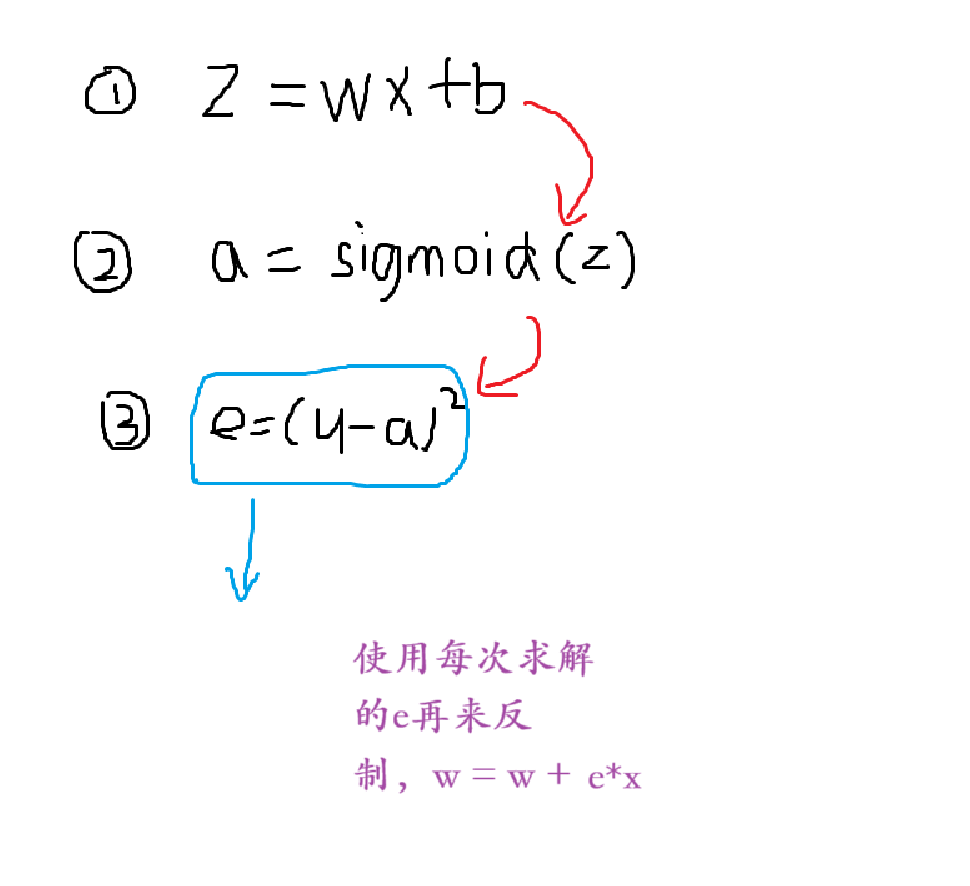 ① z = wx+b
② a = sigmoid(z)
③ e=(y-a)²
使用每次求解
的e再来反
制，w = w + e*x